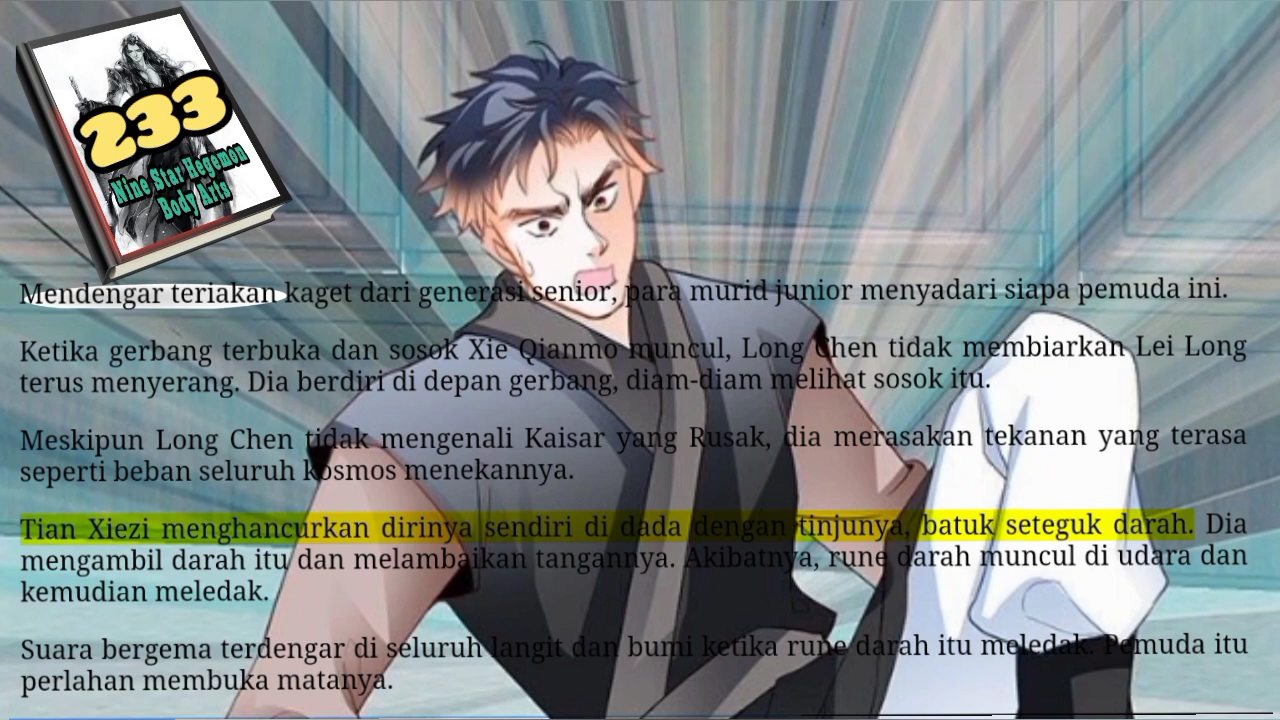 233
Nine Star Hegemon
Body Arts
Mendengar teriakan kaget dari generasi senior, para murid junior menyadari siapa pemuda ini.
Ketika gerbang terbuka dan sosok Xie Qianmo muncul, Long Chen tidak membiarkan Lei Long
terus menyerang. Dia berdiri di depan gerbang, diam-diam melihat sosok itu.
Meskipun Long Chen tidak mengenali Kaisar yang Rusak, dia merasakan tekanan yang terasa
seperti beban seluruh kosmos menekannya.
Tian Xiezi menghancurkan dirinya sendiri di dada dengan tinjunya, batuk seteguk darah. Dia
mengambil darah itu dan melambaikan tangannya. Akibatnya, rune darah muncul di udara dan
kemudian meledak.
Suara bergema terdengar di seluruh langit dan bumi ketika rune darah itu meledak. Pemuda itu
perlahan membuka matanya.